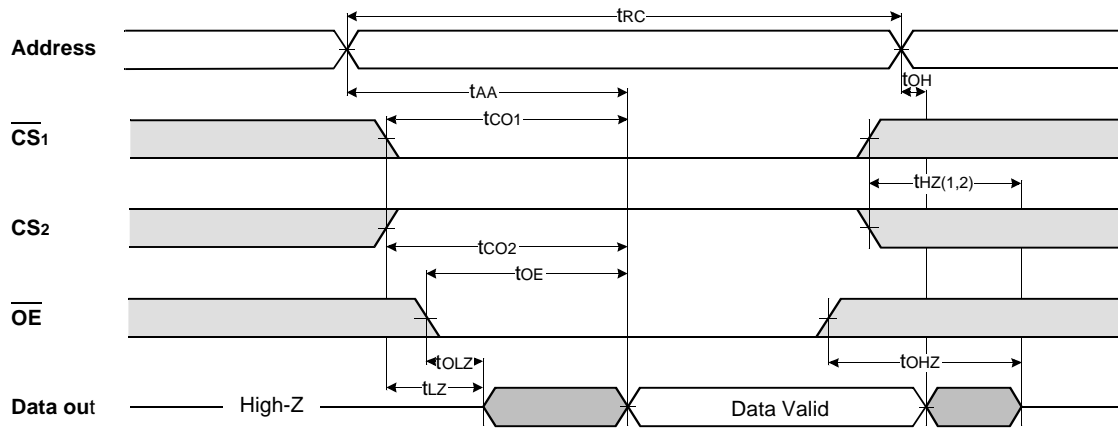 tRC
Address
tOH
tAA
tCO1
CS1
tHZ(1,2)
CS2
tCO2
tOE
OE
tOLZ
tOHZ
tLZ
Data out
High-Z
Data Valid